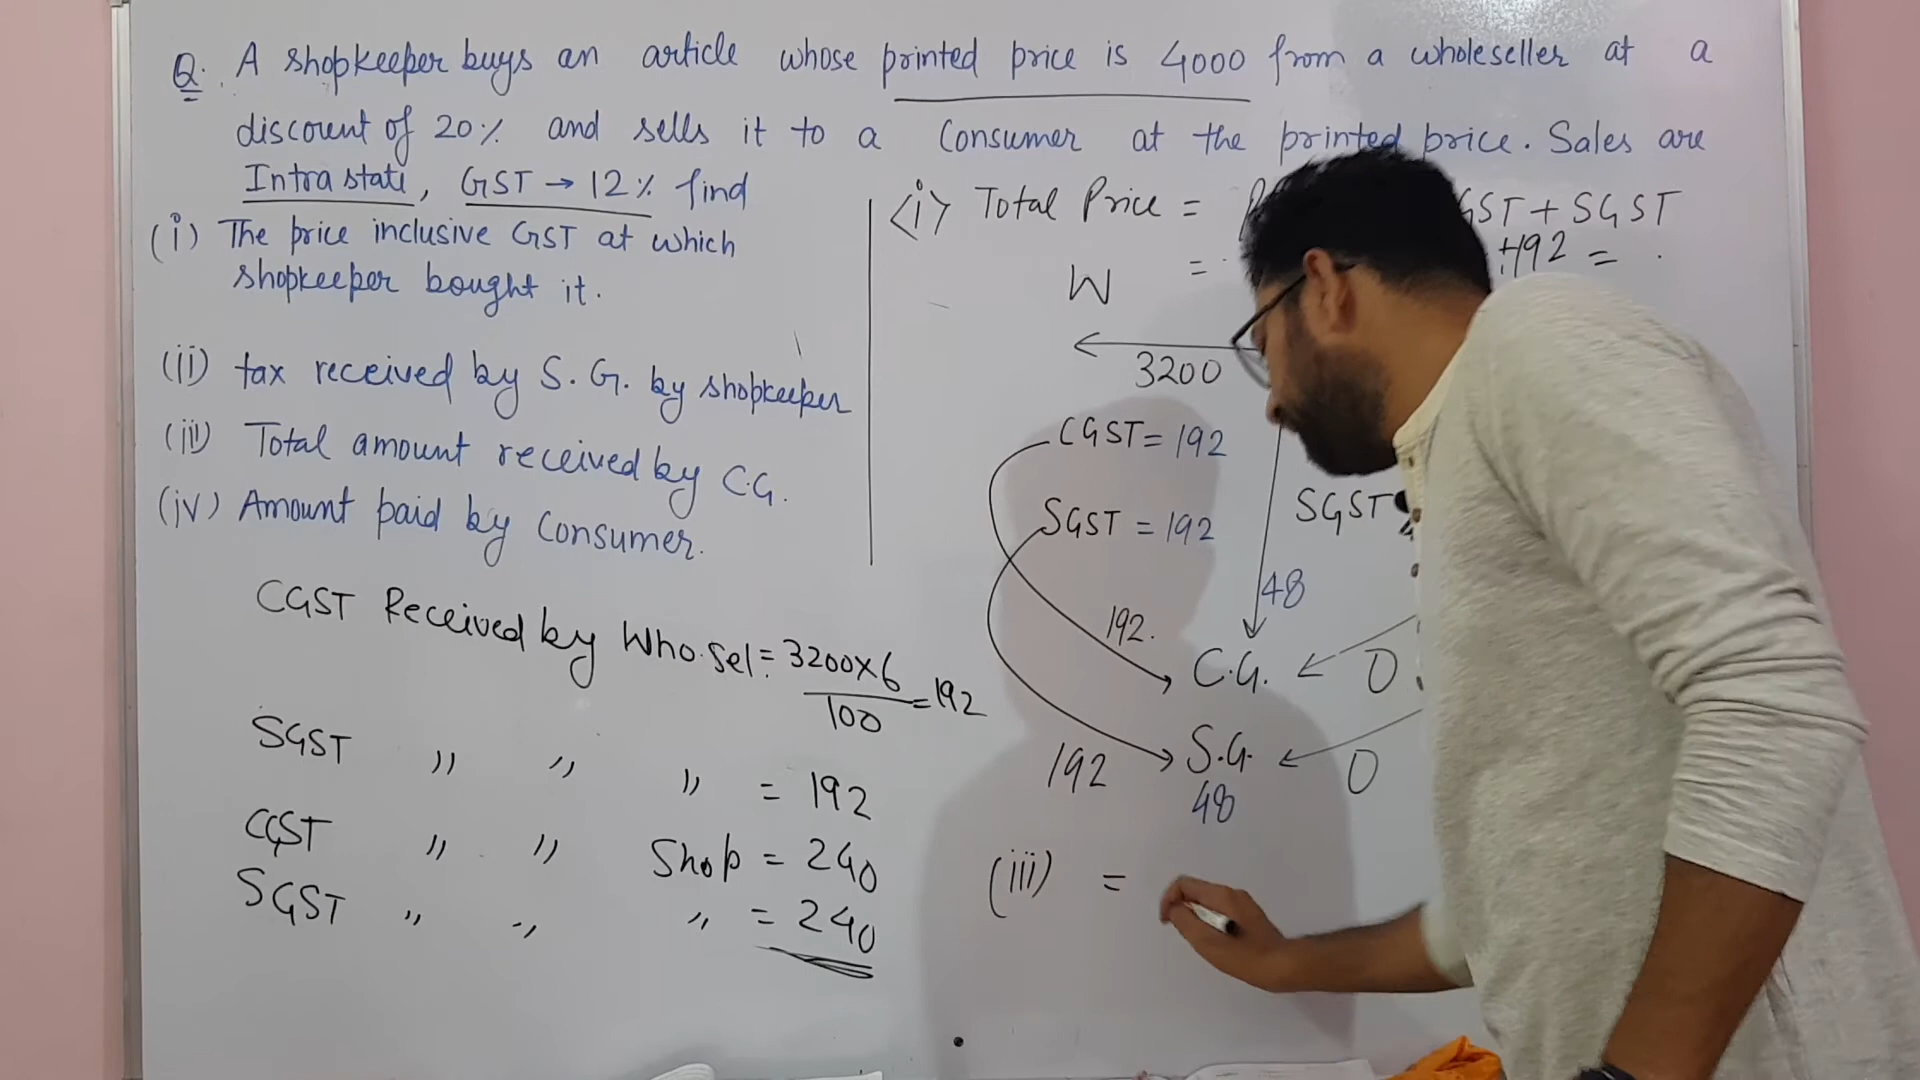 Q. A shopkeeper buys an article whose printed price is 4000 from a wholeseller at a
discount of 20% and sells it to a Consumer at the printed price. Sales are
Intra state, GST → 12% find
(i) The price inclusive GST at which
shopkeeper bought it.
(ii) tax received by S.G. by shopkeeper
(iii) Total amount received by C.G.
(iv) Amount paid by Consumer.
CGST Received by Who.sel. = 3200×6
100
=192
SGST " " " = 192
CGST " " Shop = 240
SGST " " " = 240
<i> Total Price = GST + SGST
= +192 =
W
3200
CGST = 192
SGST = 192
SGST
48
192.
C.G. 0
192 S.G. 0
48
(iii) =